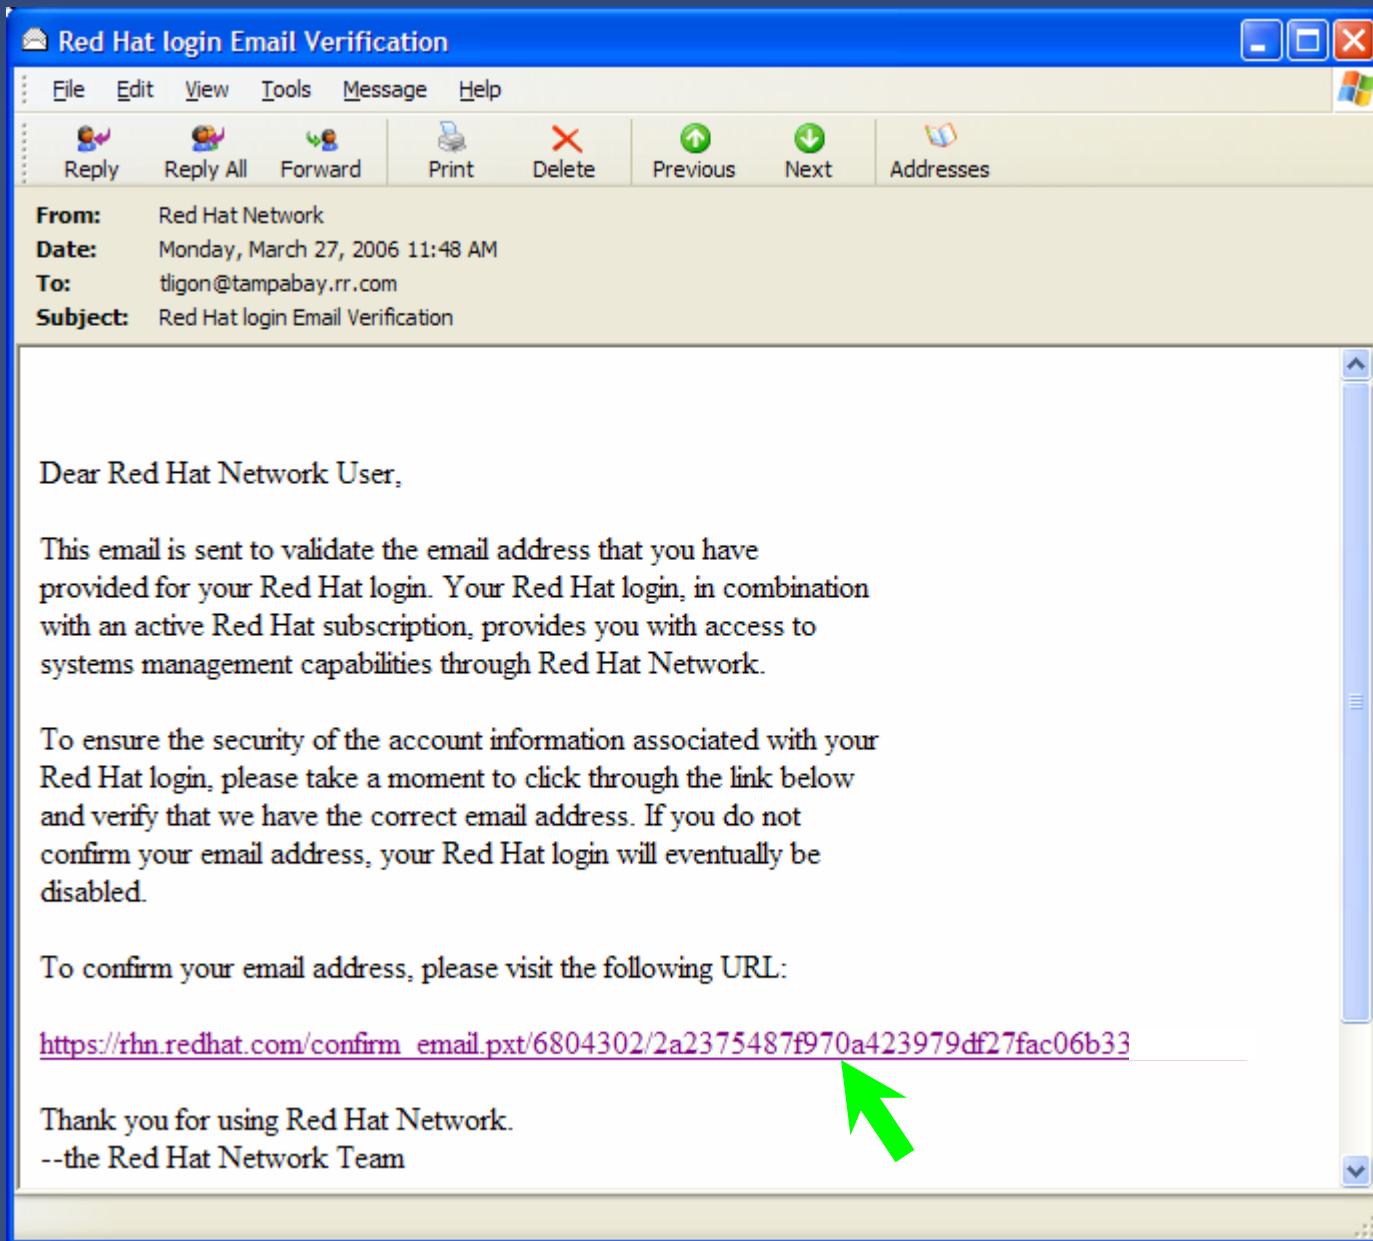 Red Hat login Email Verification
File Edit View Tools Message Help
Reply Reply All Forward Print Delete Previous Next Addresses
From: Red Hat Network
Date: Monday, March 27, 2006 11:48 AM
To: tligon@tampabay.rr.com
Subject: Red Hat login Email Verification
Dear Red Hat Network User,
This email is sent to validate the email address that you have
provided for your Red Hat login. Your Red Hat login, in combination
with an active Red Hat subscription, provides you with access to
systems management capabilities through Red Hat Network.
To ensure the security of the account information associated with your
Red Hat login, please take a moment to click through the link below
and verify that we have the correct email address. If you do not
confirm your email address, your Red Hat login will eventually be
disabled.
To confirm your email address, please visit the following URL:
https://rhn.redhat.com/confirm_email.pxt/6804302/2a2375487f970a423979df27fac06b33
Thank you for using Red Hat Network.
--the Red Hat Network Team